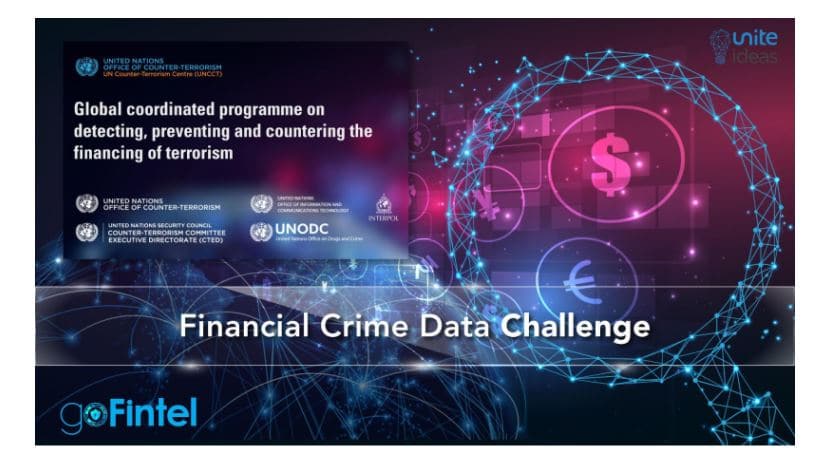 unite
ideas
UNITED NATIONS
OFFICE OF COUNTER-TERRORISM
UN Counter-Terrorism Centre (UNCCT)
Global coordinated programme on
detecting, preventing and countering the
financing of terrorism
UNITED NATIONS
OFFICE OF COUNTER-TERRORISM
UNITED NATIONS
OFFICE OF INFORMATION AND
COMMUNICATIONS TECHNOLOGY
INTERPOL
UNITED NATIONS SECURITY COUNCIL
COUNTER-TERRORISM COMMITTEE
EXECUTIVE DIRECTORATE (CTED)
UNODC
United Nations Office on Drugs and Crime
$
¥
€
Financial Crime Data Challenge
goFintel